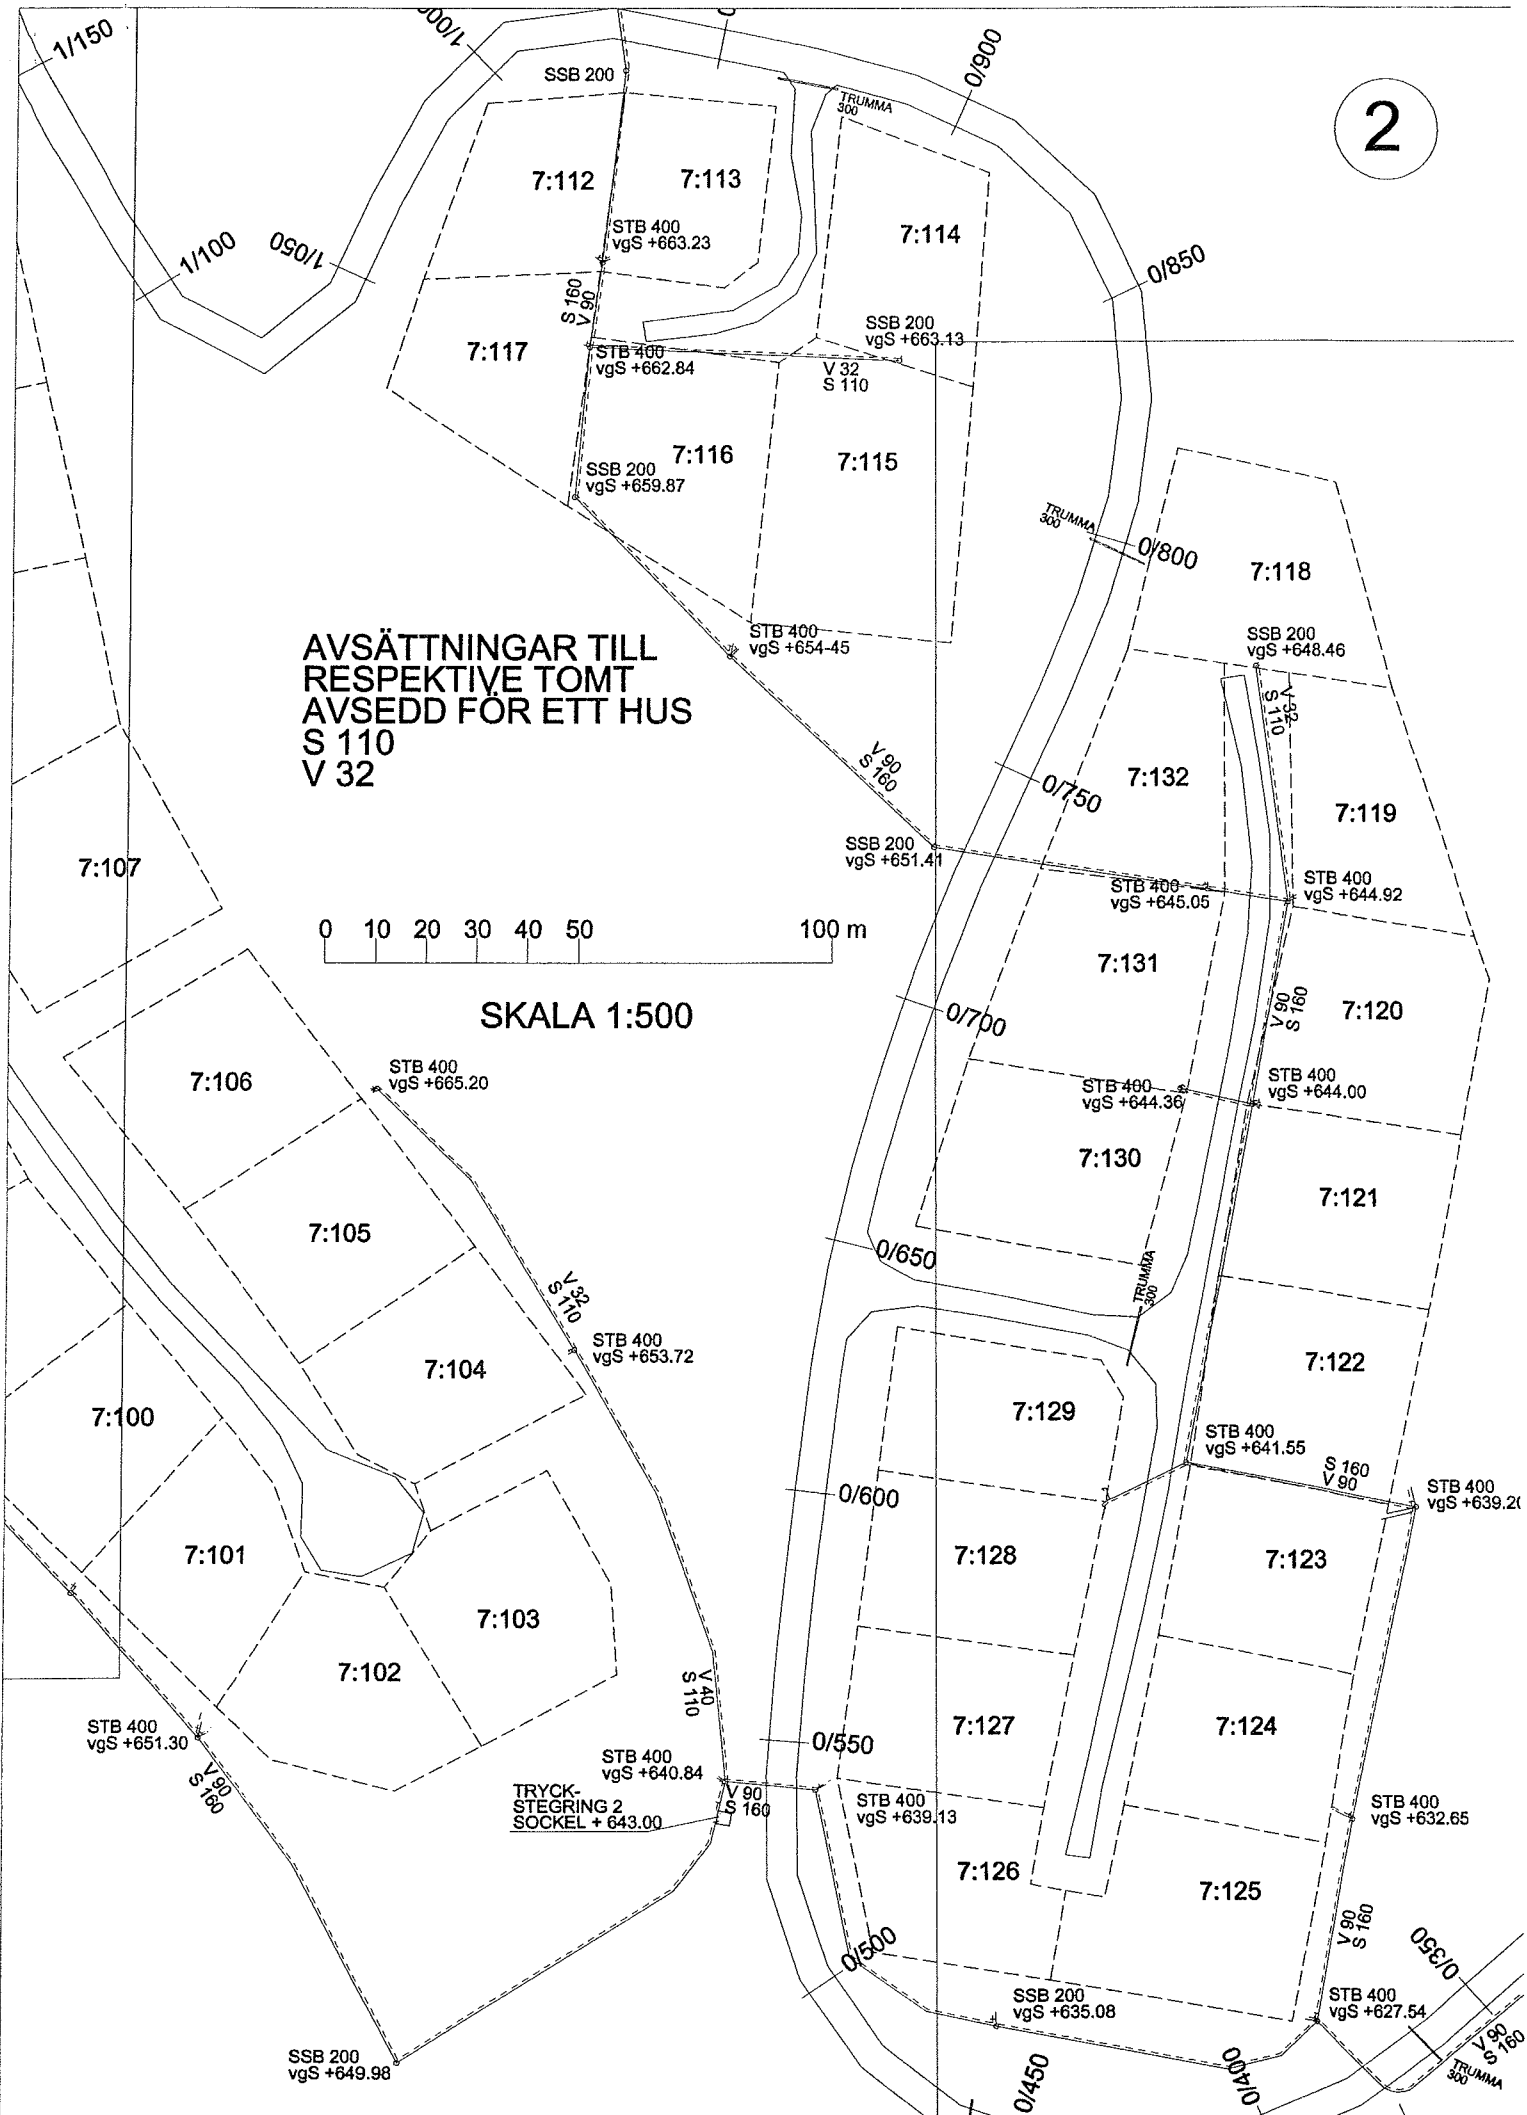 1/150
1/000
0/900
2
SSB 200
TRUMMA
300
7:112
7:113
7:114
STB 400
vgS +663.23
1/100
1/050
0/850
S 160
V 90
SSB 200
vgS +663.13
7:117
STB 400
vgS +662.84
V 32
S 110
7:116
7:115
SSB 200
vgS +659.87
TRUMMA
300
0/800
7:118
AVSÄTTNINGAR TILL
RESPEKTIVE TOMT
AVSEDD FÖR ETT HUS
S 110
V 32
STB 400
vgS +654-45
SSB 200
vgS +648.46
V 32
S 110
V 90
S 160
0/750
7:132
7:119
7:107
SSB 200
vgS +651.41
STB 400
vgS +645.05
STB 400
vgS +644.92
0 10 20 30 40 50 100 m
SKALA 1:500
7:131
V 90
S 160
7:120
0/700
7:106
STB 400
vgS +665.20
STB 400
vgS +644.36
STB 400
vgS +644.00
7:130
7:121
7:105
0/650
TRUMMA
300
V 32
S 110
STB 400
vgS +653.72
7:104
7:122
7:100
7:129
STB 400
vgS +641.55
S 160
V 90
STB 400
vgS +639.20
0/600
7:101
7:128
7:123
7:103
7:102
V 40
S 110
7:127
7:124
STB 400
vgS +651.30
V 90
S 160
0/550
STB 400
vgS +640.84
TRYCK-
STEGRING 2
SOCKEL + 643.00
V 90
S 160
STB 400
vgS +639.13
STB 400
vgS +632.65
7:126
7:125
V 90
S 160
0/500
0/350
SSB 200
vgS +635.08
STB 400
vgS +627.54
SSB 200
vgS +649.98
0/450
0/400
V 90
S 160
TRUMMA
300